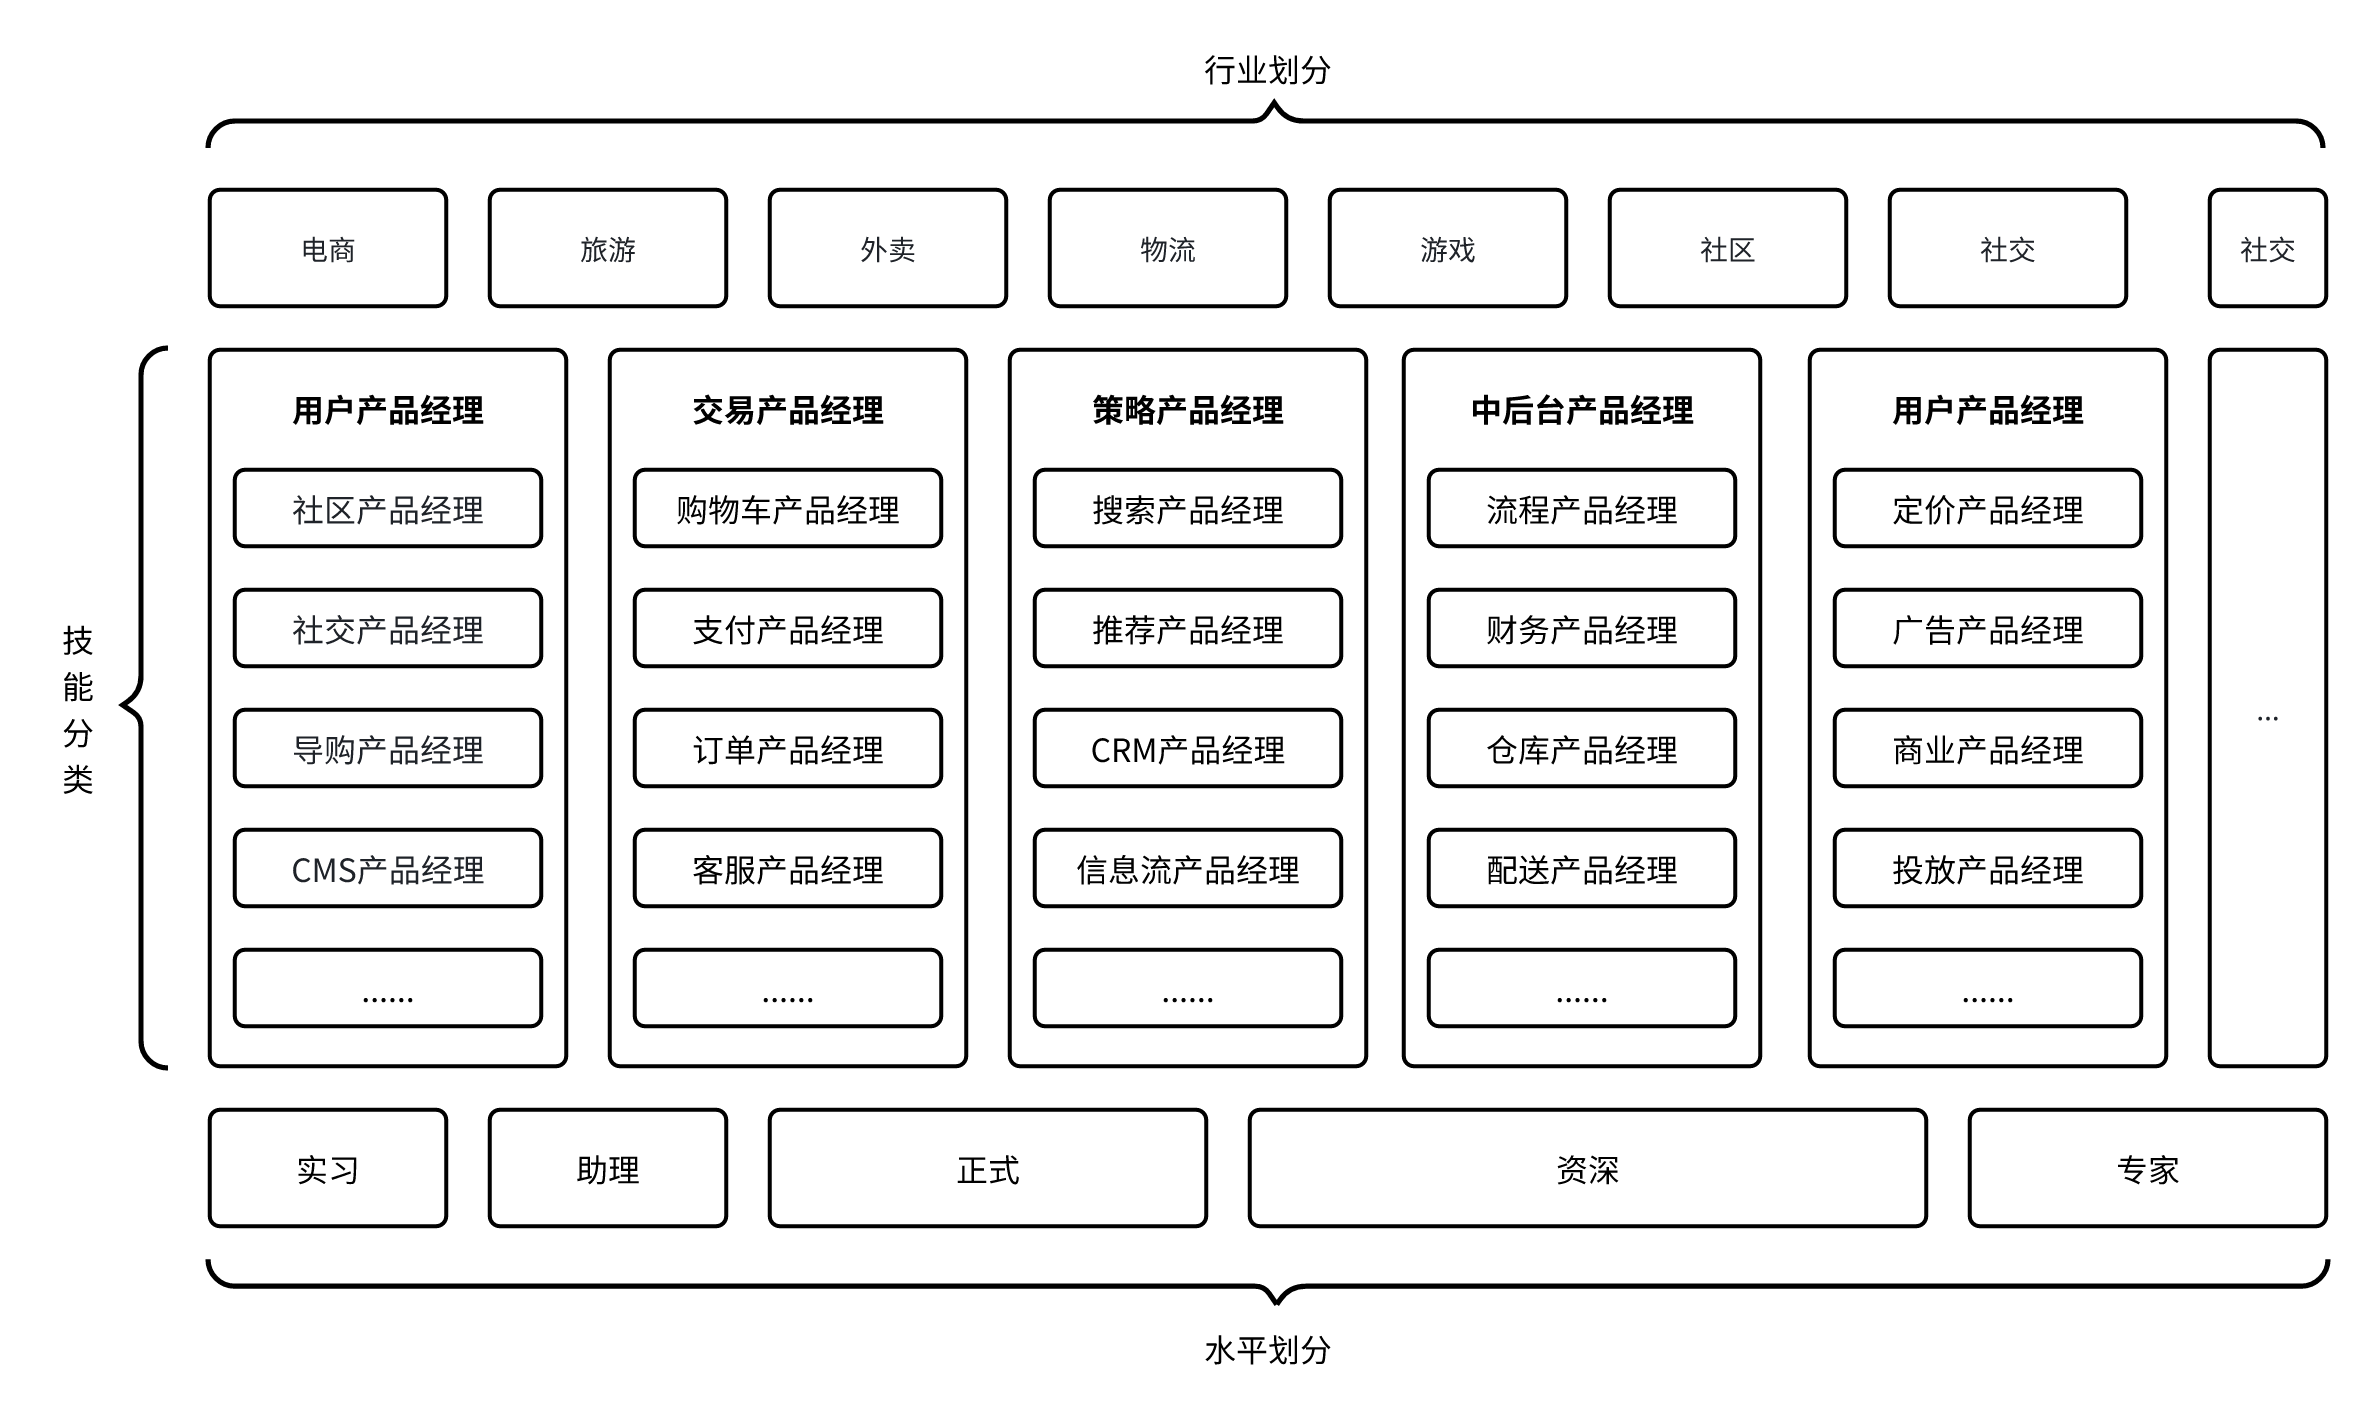 行业划分
电商
旅游
外卖
物流
游戏
社区
社交
社交
技
能
分
类
用户产品经理
社区产品经理
社交产品经理
导购产品经理
CMS产品经理
......
交易产品经理
购物车产品经理
支付产品经理
订单产品经理
客服产品经理
......
策略产品经理
搜索产品经理
推荐产品经理
CRM产品经理
信息流产品经理
......
中后台产品经理
流程产品经理
财务产品经理
仓库产品经理
配送产品经理
......
用户产品经理
定价产品经理
广告产品经理
商业产品经理
投放产品经理
......
...
实习
助理
正式
资深
专家
水平划分